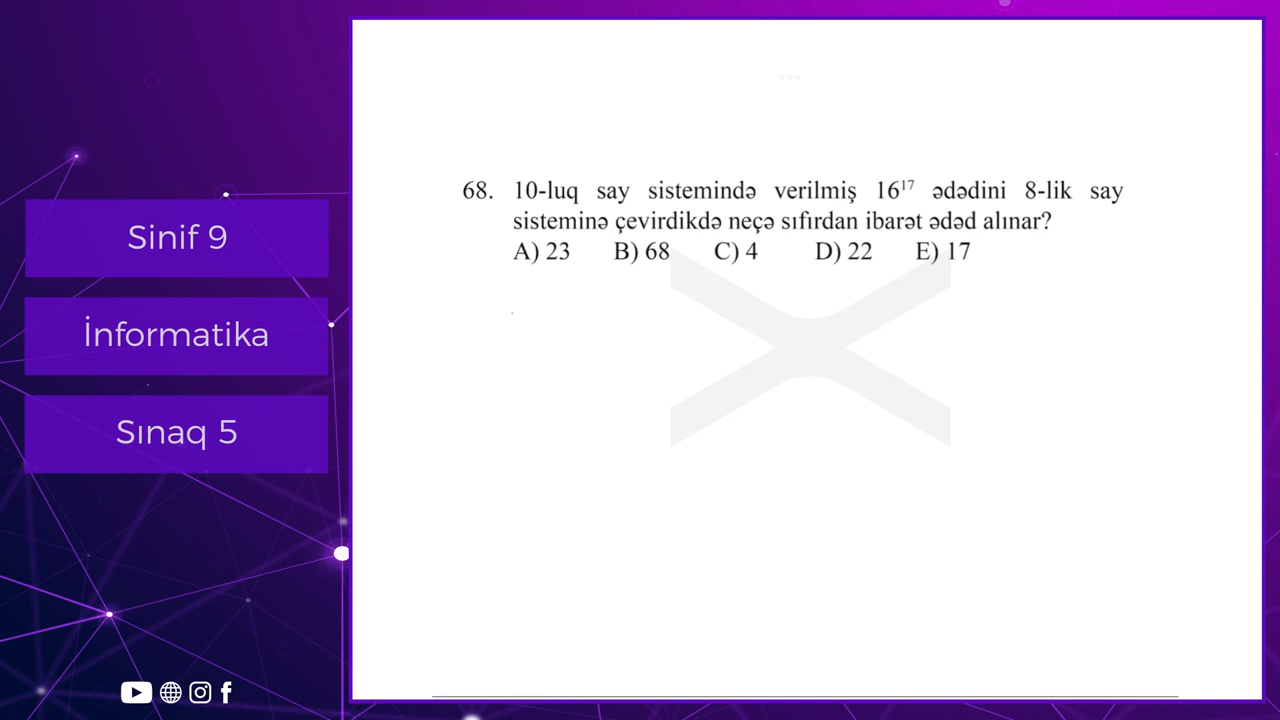 Sinif 9
İnformatika
Sınaq 5
68. 10-luq say sistemində verilmiş 16¹⁷ ədədini 8-lik say
sisteminə çevirdikdə neçə sıfırdan ibarət ədəd alınar?
A) 23 B) 68 C) 4 D) 22 E) 17